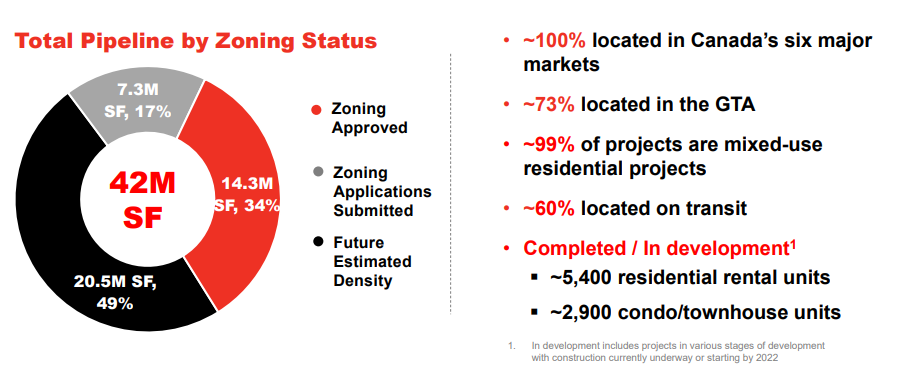 Total Pipeline by Zoning Status
7.3M
SF, 17%
14.3M
SF, 34%
42M
SF
20.5M SF,
49%
Zoning
Approved
Zoning
Applications
Submitted
Future
Estimated
Density
• ~100% located in Canada's six major
markets
• ~73% located in the GTA
• ~99% of projects are mixed-use
residential projects
• ~60% located on transit
• Completed / In development1
▪ ~5,400 residential rental units
▪ ~2,900 condo/townhouse units
1. In development includes projects in various stages of development
with construction currently underway or starting by 2022